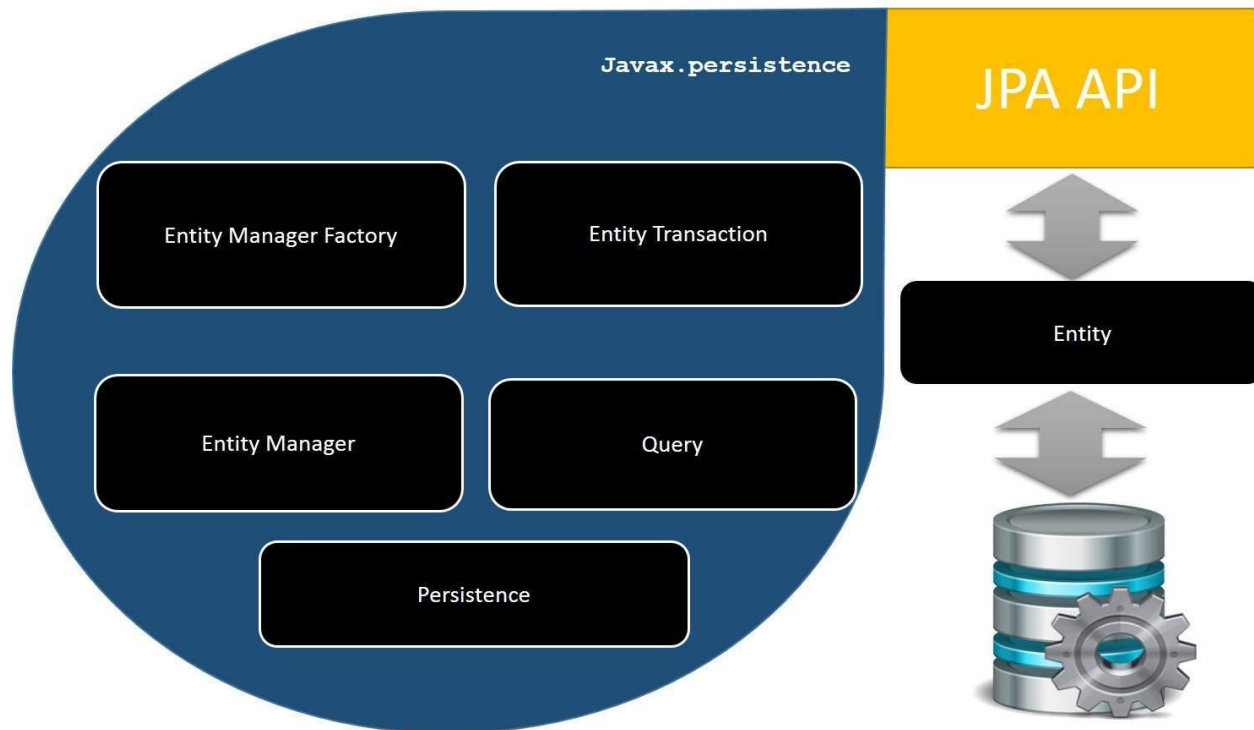 Javax.persistence
JPA API
Entity Manager Factory
Entity Transaction
Entity
Entity Manager
Query
Persistence